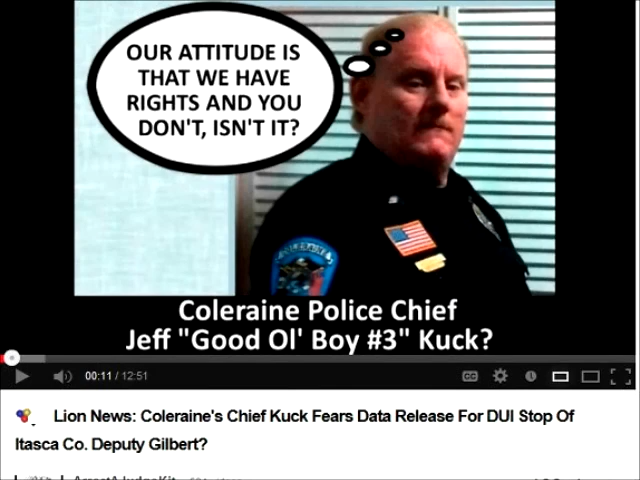 OUR ATTITUDE IS
THAT WE HAVE
RIGHTS AND YOU
DON'T, ISN'T IT?
Coleraine Police Chief
Jeff "Good Ol' Boy #3" Kuck?
00:11 / 12:51
CC
Lion News: Coleraine's Chief Kuck Fears Data Release For DUI Stop Of
Itasca Co. Deputy Gilbert?